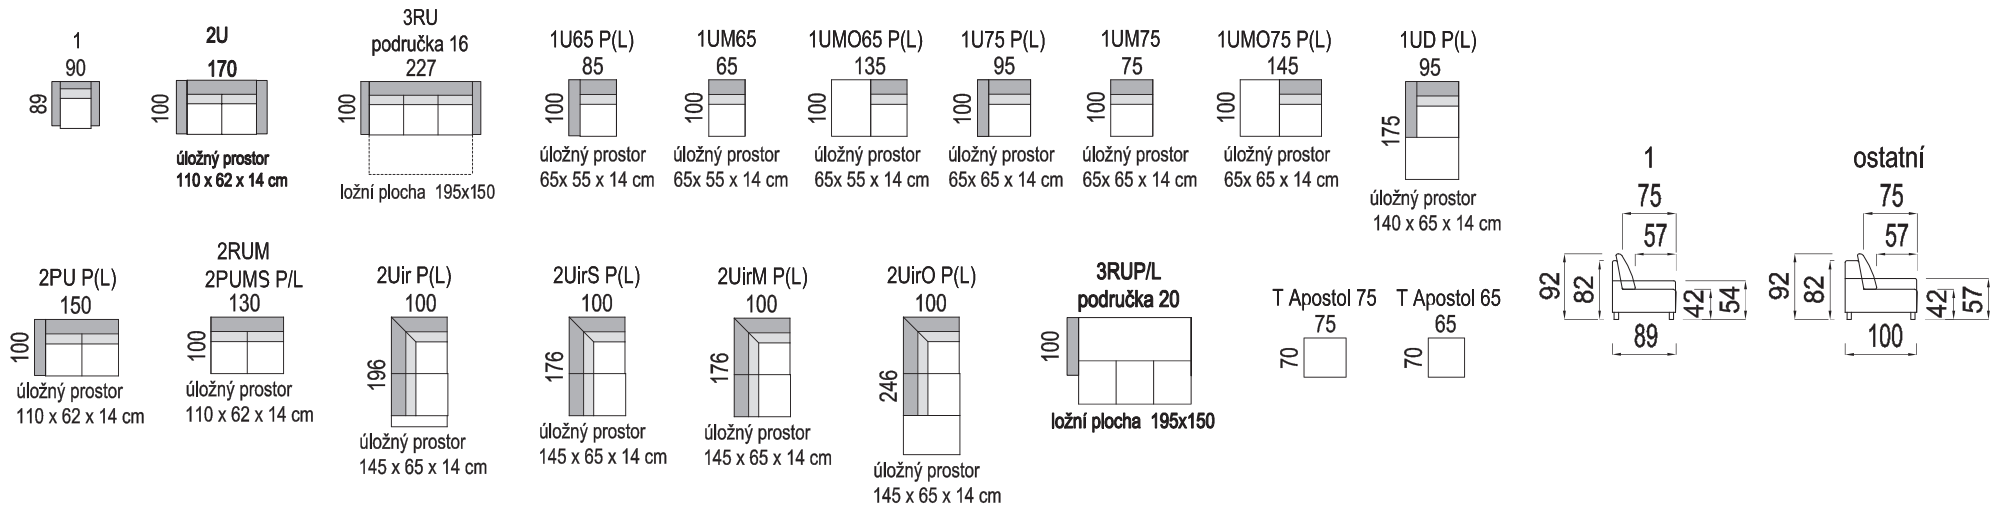 1
90
89
2U
170
100
úložný prostor
110 x 62 x 14 cm
3RU
područka 16
227
100
ložní plocha 195x150
1U65 P(L)
85
100
úložný prostor
65x 55 x 14 cm
1UM65
65
100
úložný prostor
65x 55 x 14 cm
1UMO65 P(L)
135
100
úložný prostor
65x 55 x 14 cm
1U75 P(L)
95
100
úložný prostor
65x 65 x 14 cm
1UM75
75
100
úložný prostor
65x 65 x 14 cm
1UMO75 P(L)
145
100
úložný prostor
65x 65 x 14 cm
1UD P(L)
95
175
úložný prostor
140 x 65 x 14 cm
2PU P(L)
150
100
úložný prostor
110 x 62 x 14 cm
2RUM
2PUMS P/L
130
100
úložný prostor
110 x 62 x 14 cm
2Uir P(L)
100
196
úložný prostor
145 x 65 x 14 cm
2UirS P(L)
100
176
úložný prostor
145 x 65 x 14 cm
2UirM P(L)
100
176
úložný prostor
145 x 65 x 14 cm
2UirO P(L)
100
246
úložný prostor
145 x 65 x 14 cm
3RUP/L
područka 20
100
ložní plocha 195x150
T Apostol 75
75
70
T Apostol 65
65
70
1
75
57
92
82
42
54
89
ostatní
75
57
92
82
42
57
100